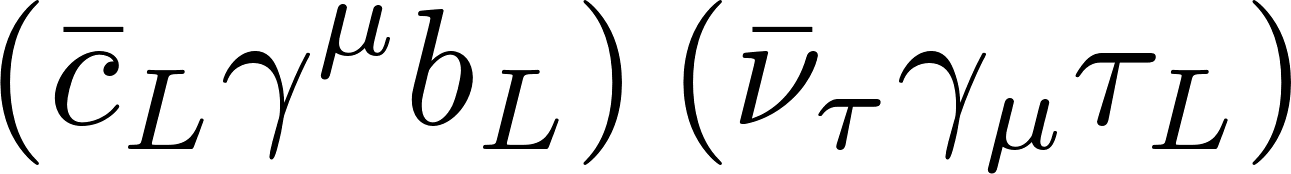 (c̅_L γ^μ b_L) (ν̅_τ γ_μ τ_L)